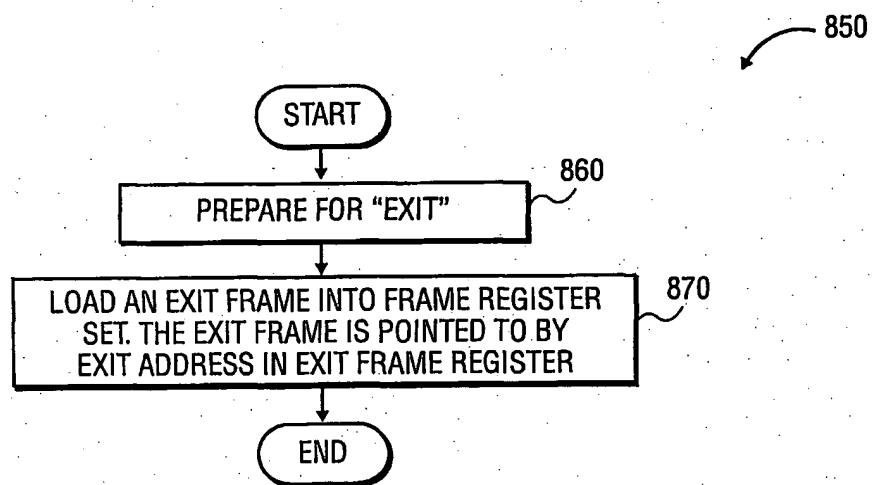 850
START
860
PREPARE FOR “EXIT”
LOAD AN EXIT FRAME INTO FRAME REGISTER
SET. THE EXIT FRAME IS POINTED TO BY
EXIT ADDRESS IN EXIT FRAME REGISTER
870
END